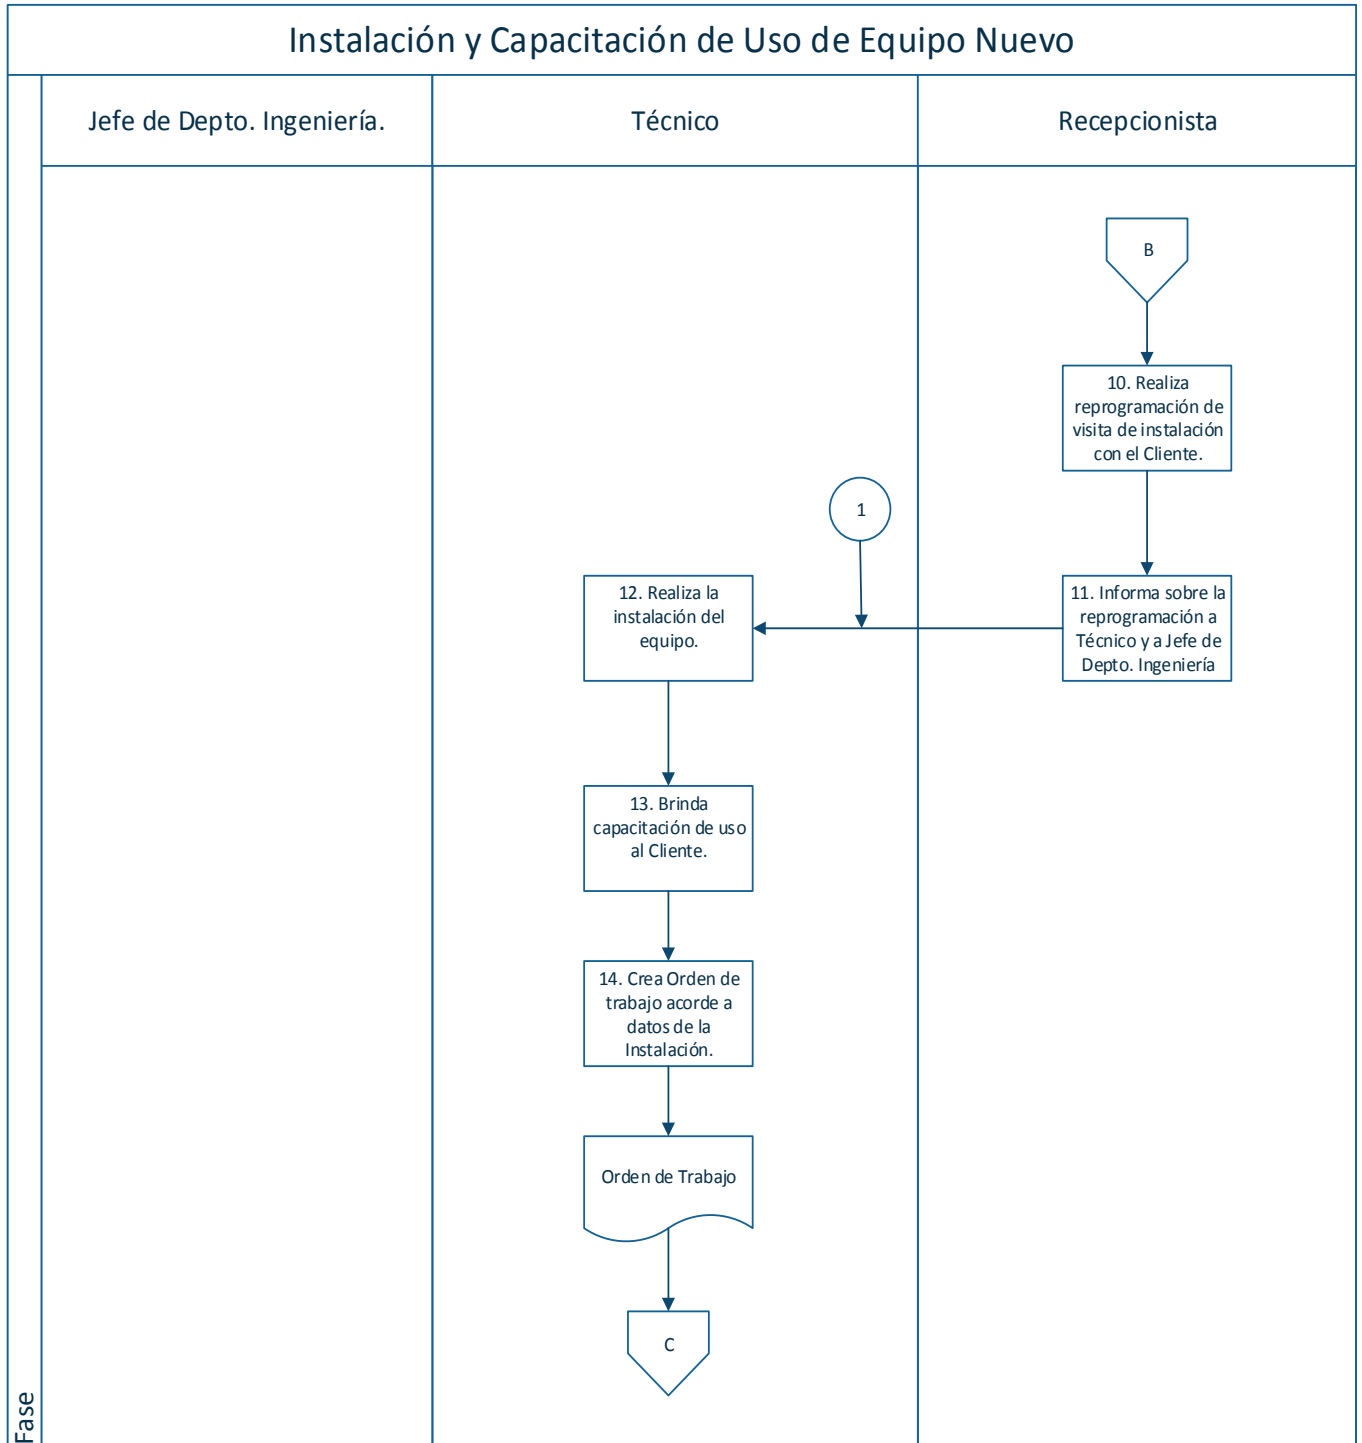 Instalación y Capacitación de Uso de Equipo Nuevo
Jefe de Depto. Ingeniería.
Técnico
Recepcionista
B
10. Realiza
reprogramación de
visita de instalación
con el Cliente.
1
11. Informa sobre la
reprogramación a
Técnico y a Jefe de
Depto. Ingeniería
12. Realiza la
instalación del
equipo.
13. Brinda
capacitación de uso
al Cliente.
14. Crea Orden de
trabajo acorde a
datos de la
Instalación.
Orden de Trabajo
C
Fase